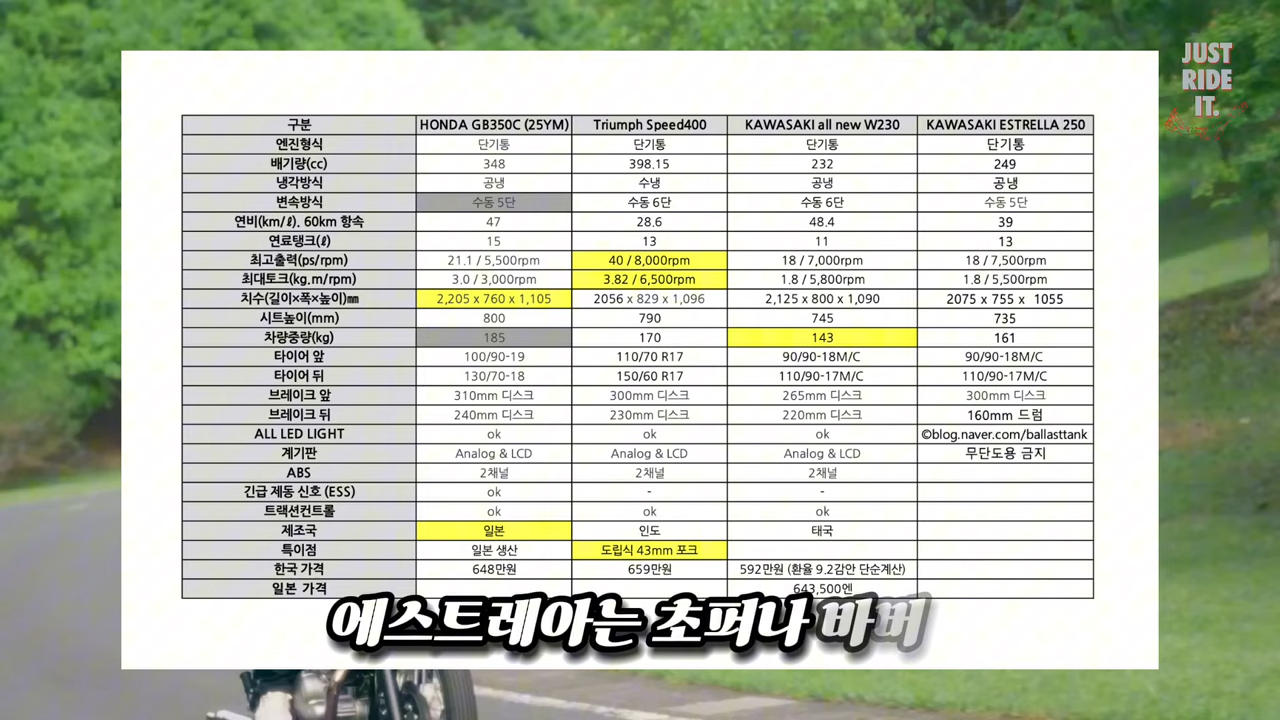 JUST
RIDE
IT.
구분 HONDA GB350C (25YM) Triumph Speed400 KAWASAKI all new W230 KAWASAKI ESTRELLA 250
엔진형식 단기통 단기통 단기통 단기통
배기량(cc) 348 398.15 232 249
냉각방식 공냉 수냉 공냉 공냉
변속방식 수동 5단 수동 6단 수동 6단 수동 5단
연비(km/ℓ). 60km 항속 47 28.6 48.4 39
연료탱크(ℓ) 15 13 11 13
최고출력(ps/rpm) 21.1 / 5,500rpm 40 / 8,000rpm 18 / 7,000rpm 18 / 7,500rpm
최대토크(kg.m/rpm) 3.0 / 3,000rpm 3.82 / 6,500rpm 1.8 / 5,800rpm 1.8 / 5,500rpm
치수(길이×폭×높이)㎜ 2,205 x 760 x 1,105 2056 x 829 x 1,096 2,125 x 800 x 1,090 2075 x 755 x 1055
시트높이(mm) 800 790 745 735
차량중량(kg) 185 170 143 161
타이어 앞 100/90-19 110/70 R17 90/90-18M/C 90/90-18M/C
타이어 뒤 130/70-18 150/60 R17 110/90-17M/C 110/90-17M/C
브레이크 앞 310mm 디스크 300mm 디스크 265mm 디스크 300mm 디스크
브레이크 뒤 240mm 디스크 230mm 디스크 220mm 디스크 160mm 드럼
ALL LED LIGHT ok ok ok ©blog.naver.com/ballasttank
계기판 Analog & LCD Analog & LCD Analog & LCD 무단도용 금지
ABS 2채널 2채널 2채널
긴급 제동 신호 (ESS) ok - -
트랙션컨트롤 ok ok ok
제조국 일본 인도 태국
특이점 일본 생산 도립식 43mm 포크
한국 가격 648만원 659만원 592만원 (환율 9.2감안 단순계산)
일본 가격 643,500엔
에스트레아는 초퍼나 바버